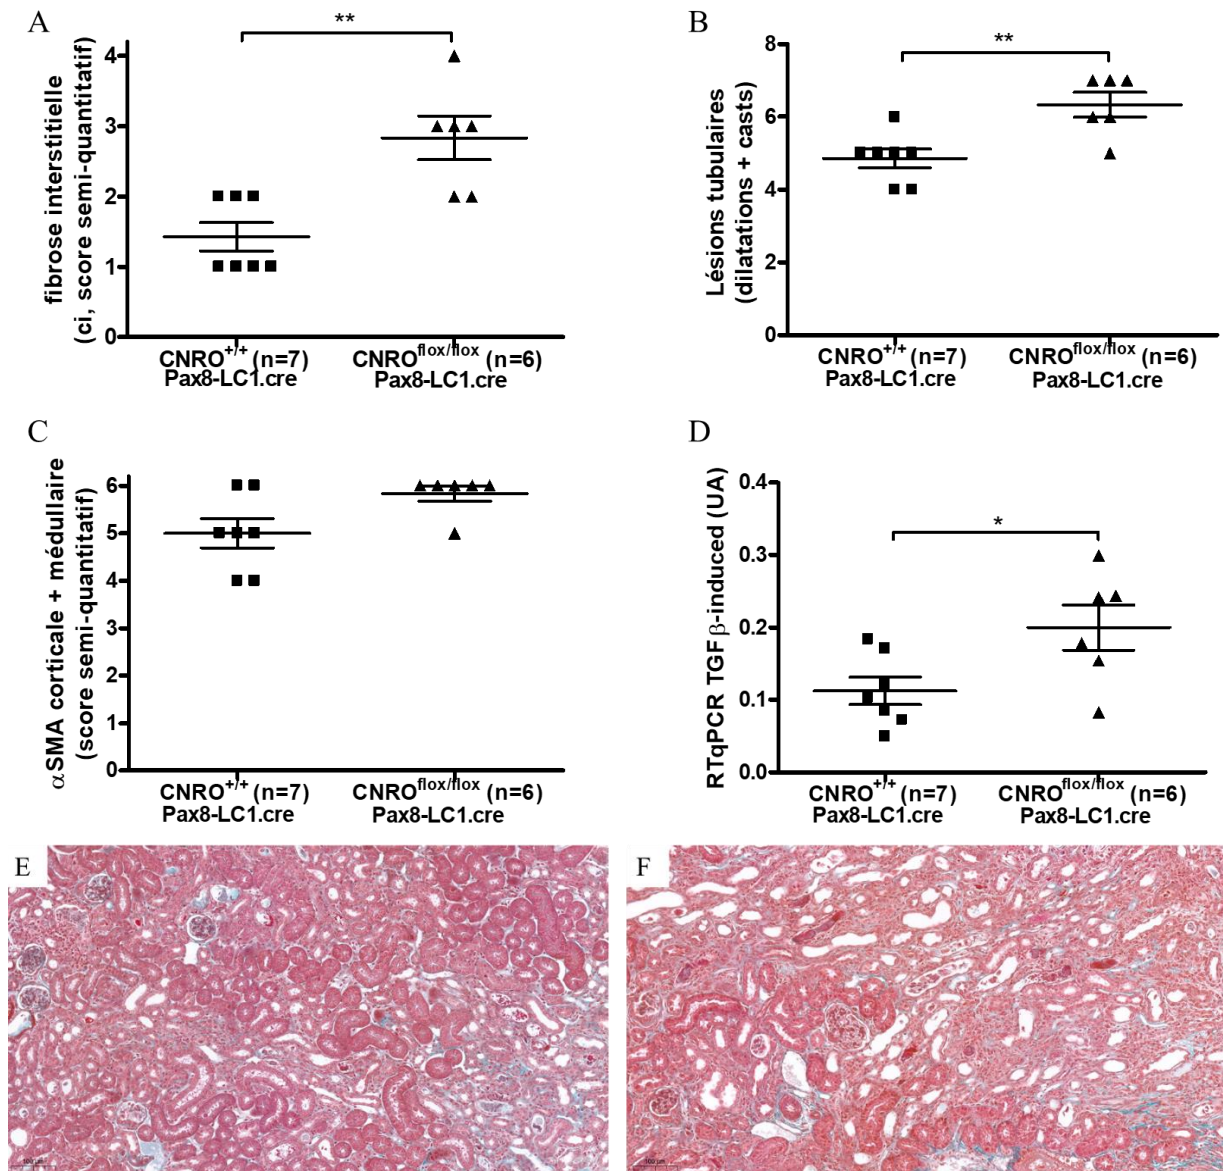 A
**
fibrose interstitielle
(ci, score semi-quantitatif)
4
3
2
1
0
CNRO+/+ (n=7)
Pax8-LC1.cre
CNROflox/flox (n=6)
Pax8-LC1.cre
B
**
Lésions tubulaires
(dilatations + casts)
8
6
4
2
0
CNRO+/+ (n=7)
Pax8-LC1.cre
CNROflox/flox (n=6)
Pax8-LC1.cre
C
αSMA corticale + médullaire
(score semi-quantitatif)
6
5
4
3
2
1
0
CNRO+/+ (n=7)
Pax8-LC1.cre
CNROflox/flox (n=6)
Pax8-LC1.cre
D
*
RTqPCR TGFβ-induced (UA)
0.4
0.3
0.2
0.1
0.0
CNRO+/+ (n=7)
Pax8-LC1.cre
CNROflox/flox (n=6)
Pax8-LC1.cre
E
F